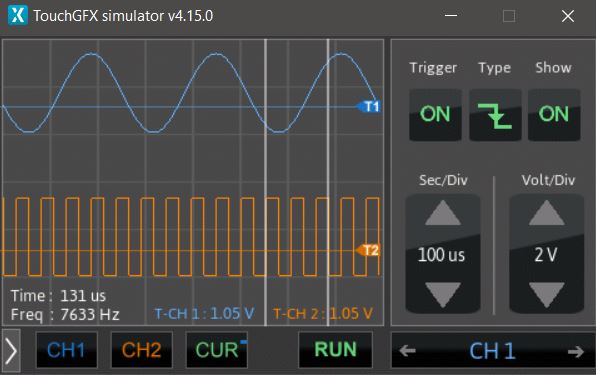 TouchGFX simulator v4.15.0
Trigger Type Show
T1
ON ON
Sec/Div Volt/Div
T2
100 us 2 V
Time : 131 us
Freq : 7633 Hz T-CH 1 : 1.05 V T-CH 2 : 1.05 V
CH1 CH2 CUR RUN CH 1